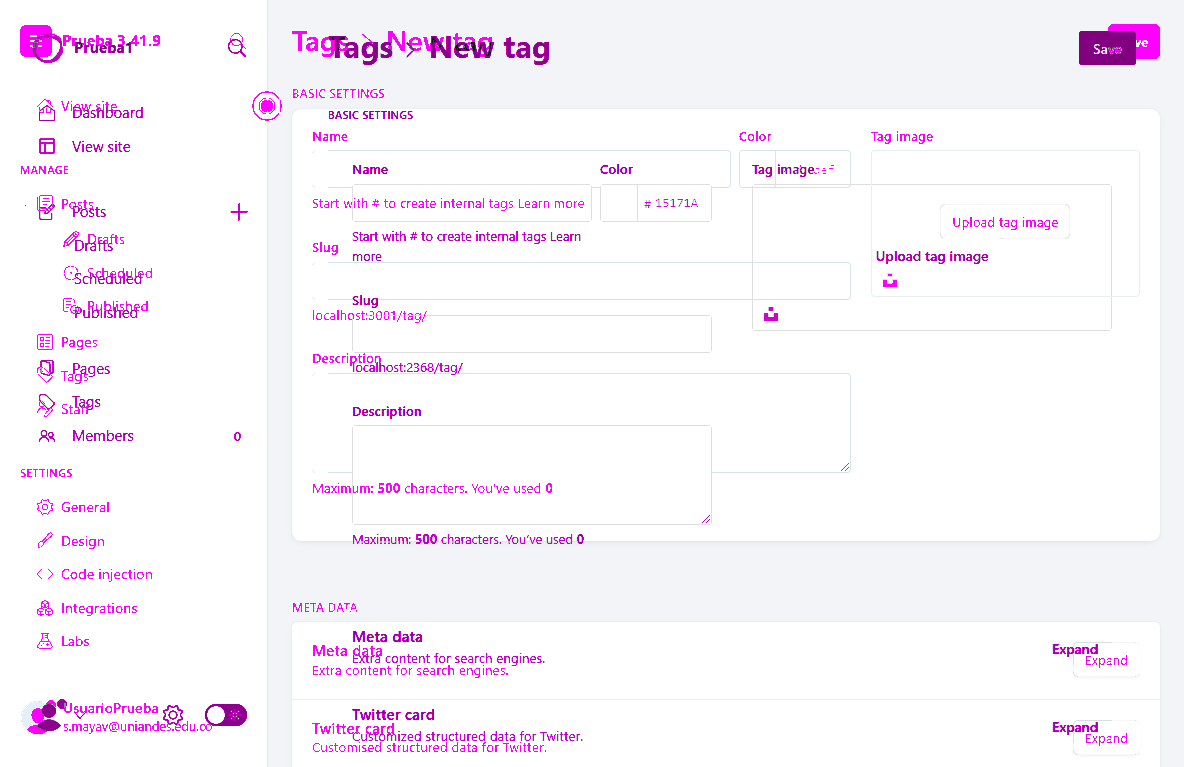 Prueba 3.41.9
Prueba1
View site
Dashboard
View site
MANAGE
Posts
Posts
Drafts
Drafts
Scheduled
Scheduled
Published
Published
Pages
Pages
Tags
Tags
Staff
Members 0
SETTINGS
General
Design
Code injection
Integrations
Labs
UsuarioPrueba
s.mayav@uniandes.edu.co
Tags > New tag
Tags > New tag
Save
BASIC SETTINGS
BASIC SETTINGS
Name Color Tag image
Name Color Tag image
Start with # to create internal tags Learn more
# 15171A
Upload tag image
Start with # to create internal tags Learn
more
Slug
Upload tag image
Slug
localhost:3001/tag/
Description
localhost:2368/tag/
Description
Maximum: 500 characters. You've used 0
Maximum: 500 characters. You’ve used 0
META DATA
Meta data
Expand
Meta data
Extra content for search engines.
Expand
Extra content for search engines.
Twitter card
Expand
Twitter card
Customized structured data for Twitter.
Expand
Customised structured data for Twitter.